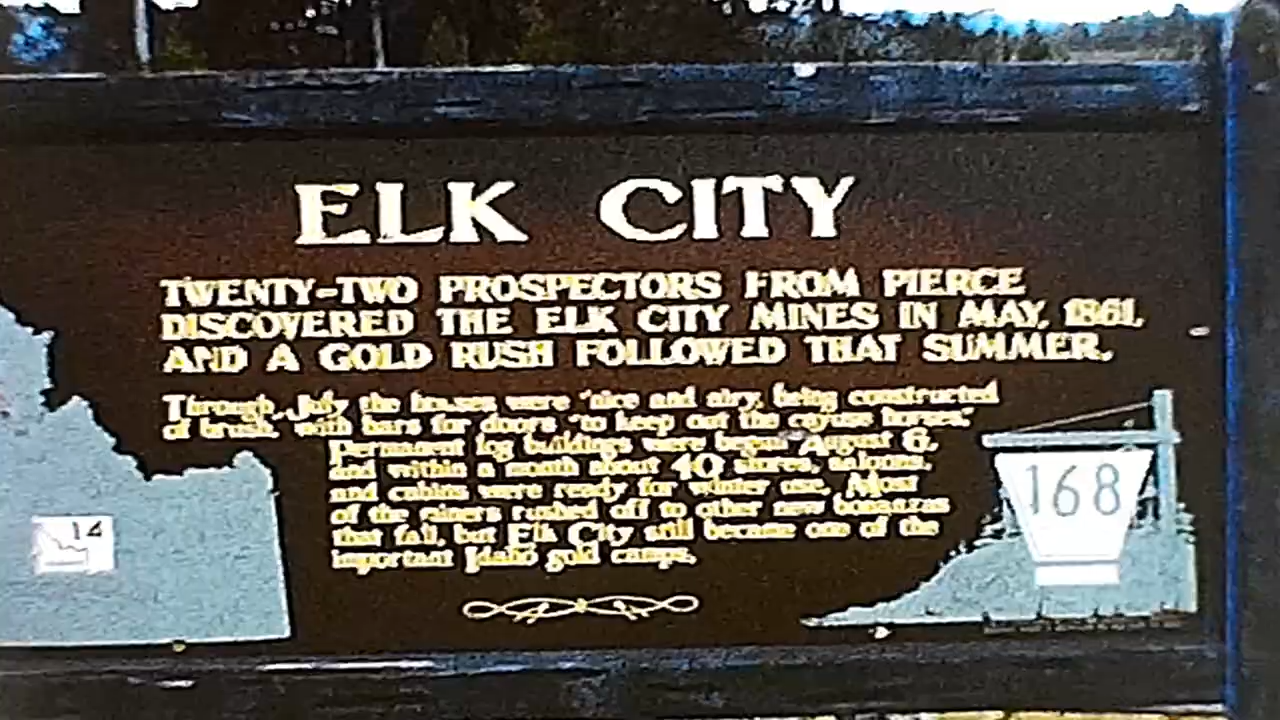 ELK CITY
TWENTY-TWO PROSPECTORS FROM PIERCE
DISCOVERED THE ELK CITY MINES IN MAY, 1861,
AND A GOLD RUSH FOLLOWED THAT SUMMER.
Through July the houses were "nice and airy, being constructed
of brush," with bars for doors "to keep out the cayuse horses."
Permanent log buildings were begun August 6,
and within a month about 40 stores, saloons,
and cabins were ready for winter use. Most
of the miners rushed off to other new bonanzas
that fall, but Elk City still became one of the
important Idaho gold camps.
14
168